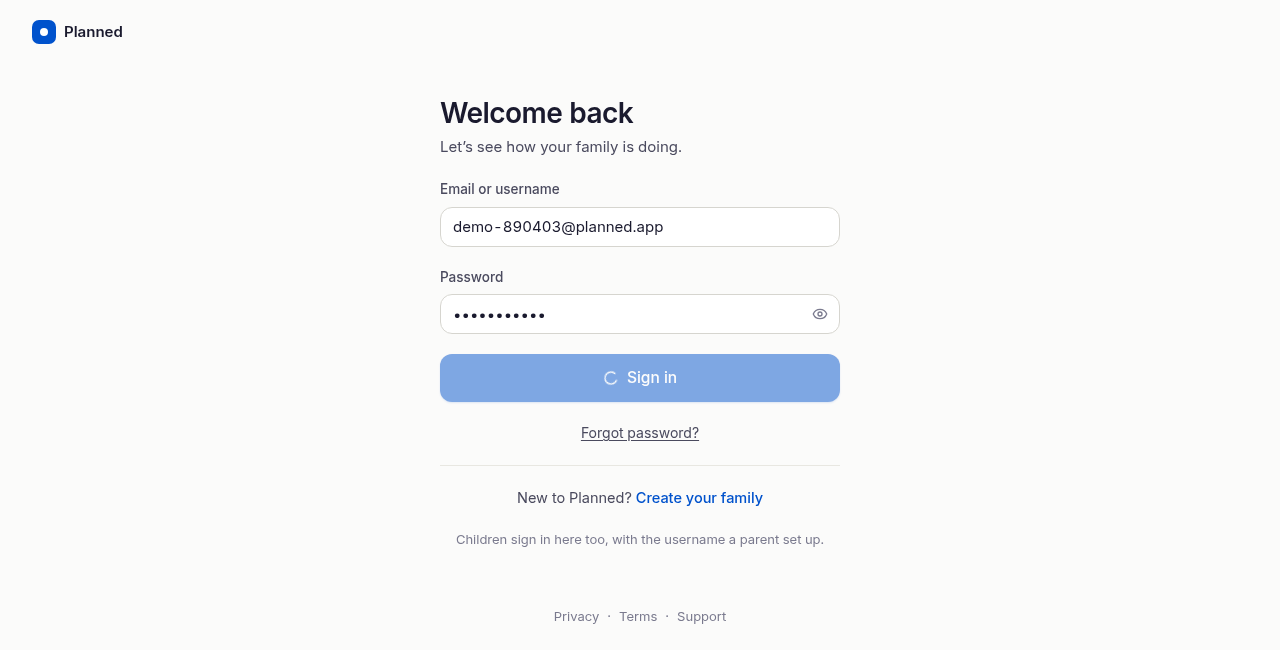 Planned
Welcome back
Let’s see how your family is doing.
Email or username
demo-890403@planned.app
Password
•••••••••••
Sign in
Forgot password?
New to Planned? Create your family
Children sign in here too, with the username a parent set up.
Privacy · Terms · Support